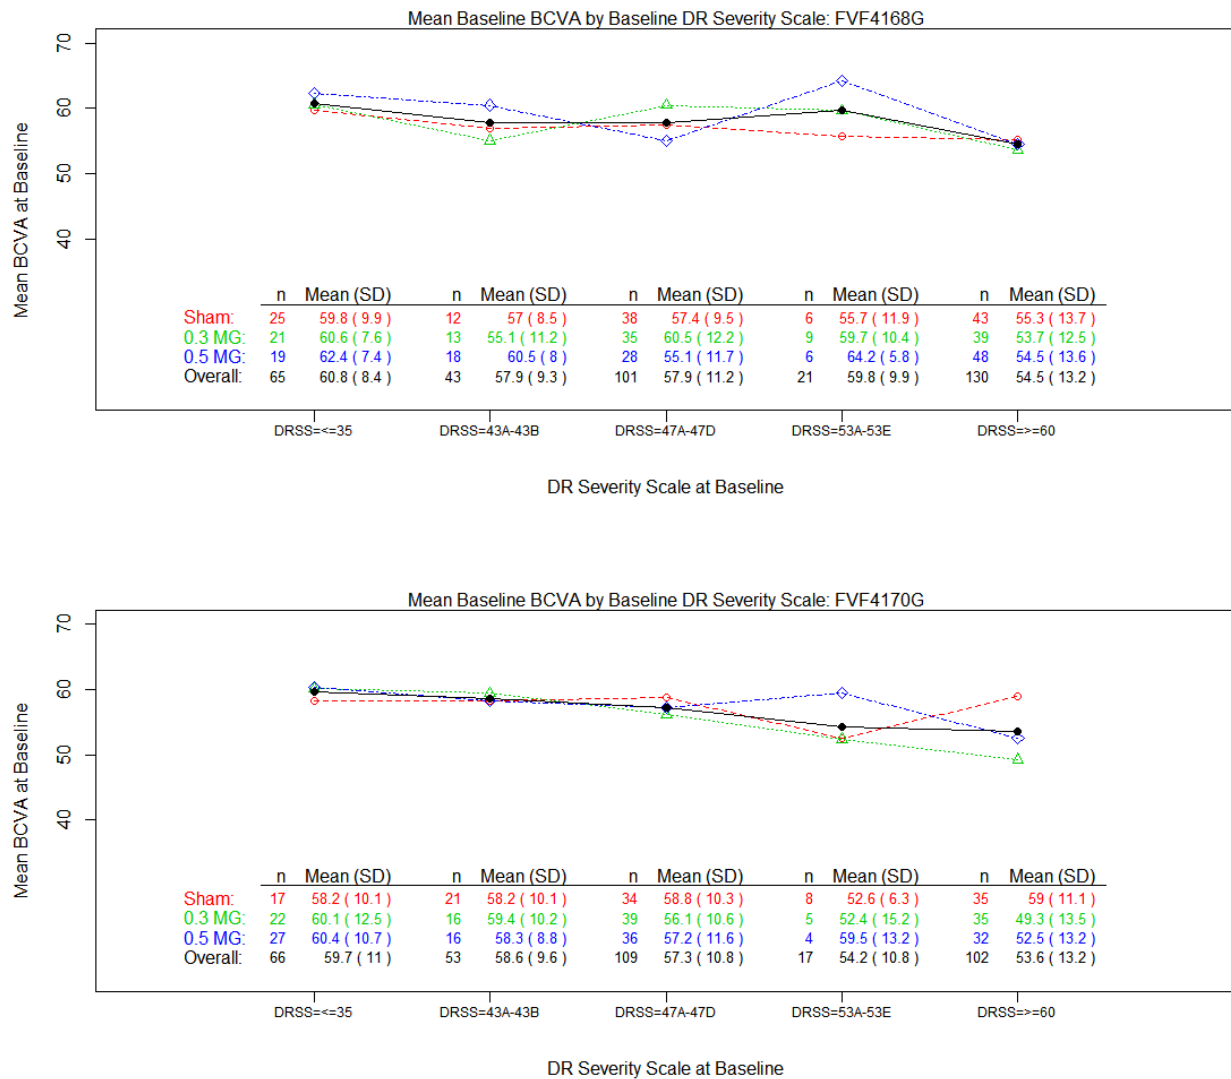 Mean Baseline BCVA by Baseline DR Severity Scale: FVF4168G
Mean BCVA at Baseline
70
60
50
40
n Mean (SD) n Mean (SD) n Mean (SD) n Mean (SD) n Mean (SD)
Sham: 25 59.8 ( 9.9 ) 12 57 ( 8.5 ) 38 57.4 ( 9.5 ) 6 55.7 ( 11.9 ) 43 55.3 ( 13.7 )
0.3 MG: 21 60.6 ( 7.6 ) 13 55.1 ( 11.2 ) 35 60.5 ( 12.2 ) 9 59.7 ( 10.4 ) 39 53.7 ( 12.5 )
0.5 MG: 19 62.4 ( 7.4 ) 18 60.5 ( 8 ) 28 55.1 ( 11.7 ) 6 64.2 ( 5.8 ) 48 54.5 ( 13.6 )
Overall: 65 60.8 ( 8.4 ) 43 57.9 ( 9.3 ) 101 57.9 ( 11.2 ) 21 59.8 ( 9.9 ) 130 54.5 ( 13.2 )
DRSS=<=35 DRSS=43A-43B DRSS=47A-47D DRSS=53A-53E DRSS=>=60
DR Severity Scale at Baseline
Mean Baseline BCVA by Baseline DR Severity Scale: FVF4170G
Mean BCVA at Baseline
70
60
50
40
n Mean (SD) n Mean (SD) n Mean (SD) n Mean (SD) n Mean (SD)
Sham: 17 58.2 ( 10.1 ) 21 58.2 ( 10.1 ) 34 58.8 ( 10.3 ) 8 52.6 ( 6.3 ) 35 59 ( 11.1 )
0.3 MG: 22 60.1 ( 12.5 ) 16 59.4 ( 10.2 ) 39 56.1 ( 10.6 ) 5 52.4 ( 15.2 ) 35 49.3 ( 13.5 )
0.5 MG: 27 60.4 ( 10.7 ) 16 58.3 ( 8.8 ) 36 57.2 ( 11.6 ) 4 59.5 ( 13.2 ) 32 52.5 ( 13.2 )
Overall: 66 59.7 ( 11 ) 53 58.6 ( 9.6 ) 109 57.3 ( 10.8 ) 17 54.2 ( 10.8 ) 102 53.6 ( 13.2 )
DRSS=<=35 DRSS=43A-43B DRSS=47A-47D DRSS=53A-53E DRSS=>=60
DR Severity Scale at Baseline